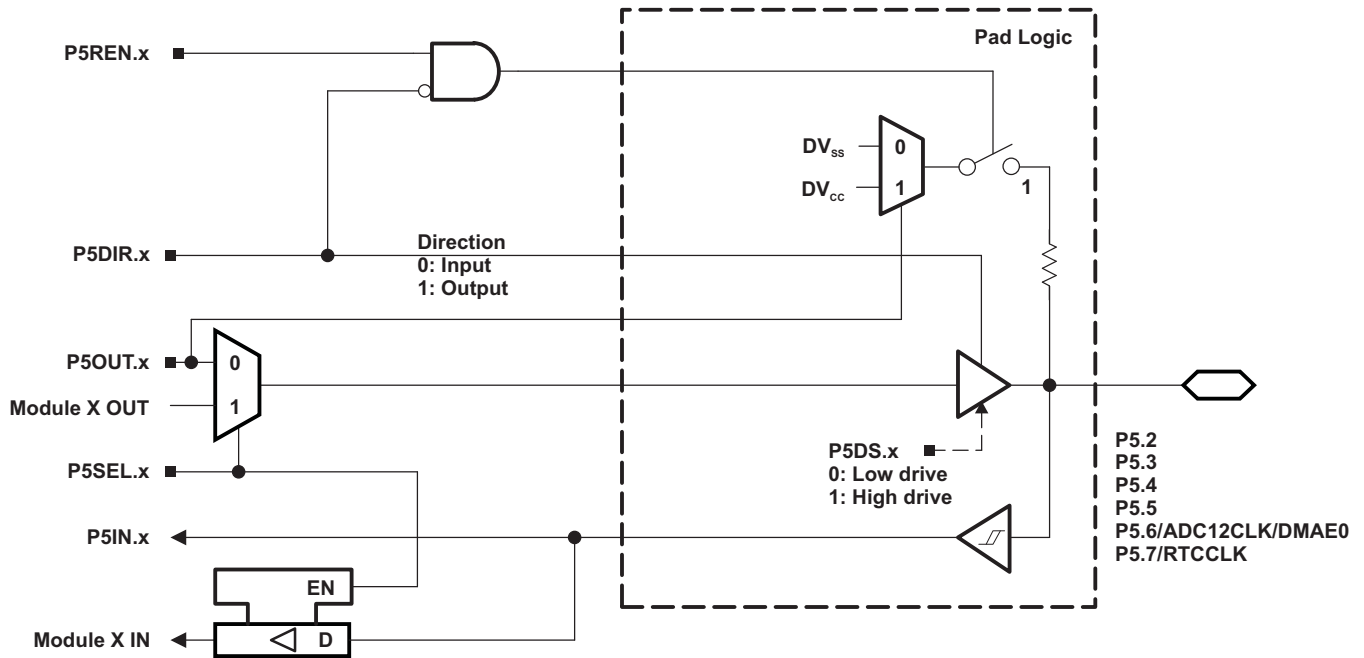 Pad Logic
P5REN.x
DVss
0
DVcc
1
1
P5DIR.x
Direction
0: Input
1: Output
P5OUT.x
0
Module X OUT
1
P5SEL.x
P5DS.x
0: Low drive
1: High drive
P5.2
P5.3
P5.4
P5.5
P5.6/ADC12CLK/DMAE0
P5.7/RTCCLK
P5IN.x
EN
Module X IN
D